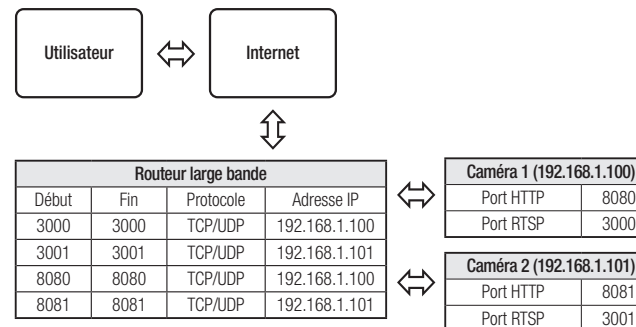 Utilisateur
Internet
Routeur large bande
Début Fin Protocole Adresse IP
3000 3000 TCP/UDP 192.168.1.100
3001 3001 TCP/UDP 192.168.1.101
8080 8080 TCP/UDP 192.168.1.100
8081 8081 TCP/UDP 192.168.1.101
Caméra 1 (192.168.1.100)
Port HTTP 8080
Port RTSP 3000
Caméra 2 (192.168.1.101)
Port HTTP 8081
Port RTSP 3001